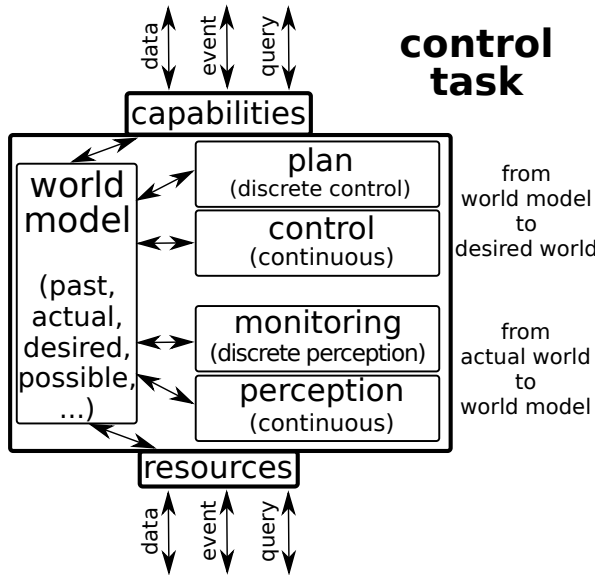 data
event
query
control
task
capabilities
world
model
(past,
actual,
desired,
possible,
...)
plan
(discrete control)
control
(continuous)
from
world model
to
desired world
monitoring
(discrete perception)
perception
(continuous)
from
actual world
to
world model
resources
data
event
query